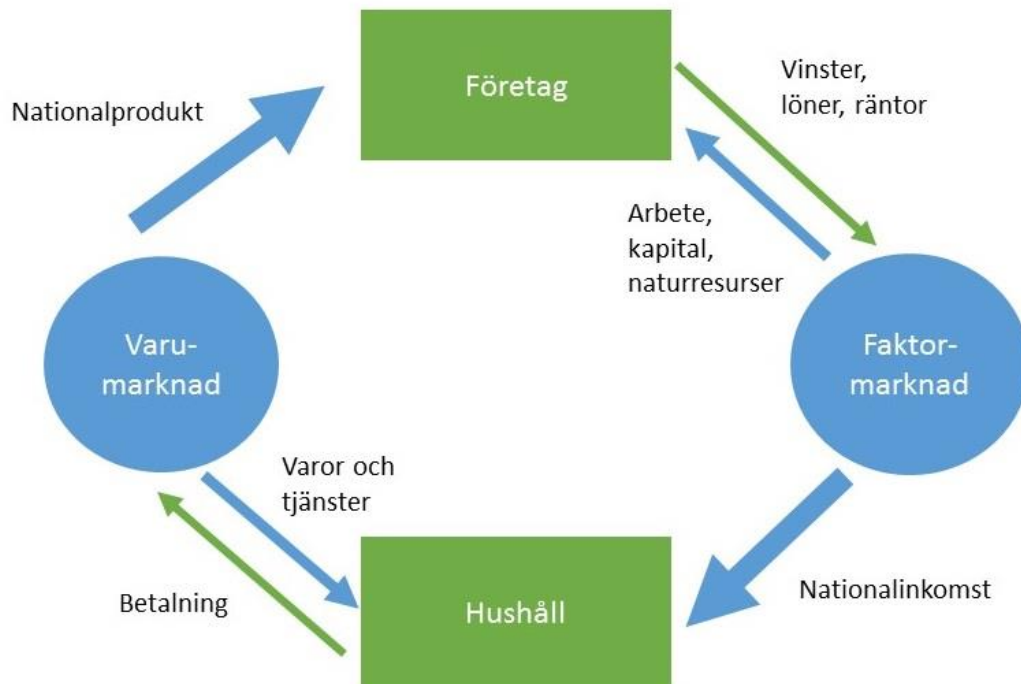 Företag
Vinster,
löner, räntor
Nationalprodukt
Arbete,
kapital,
naturresurser
Varu-
marknad
Faktor-
marknad
Varor och
tjänster
Betalning
Hushåll
Nationalinkomst